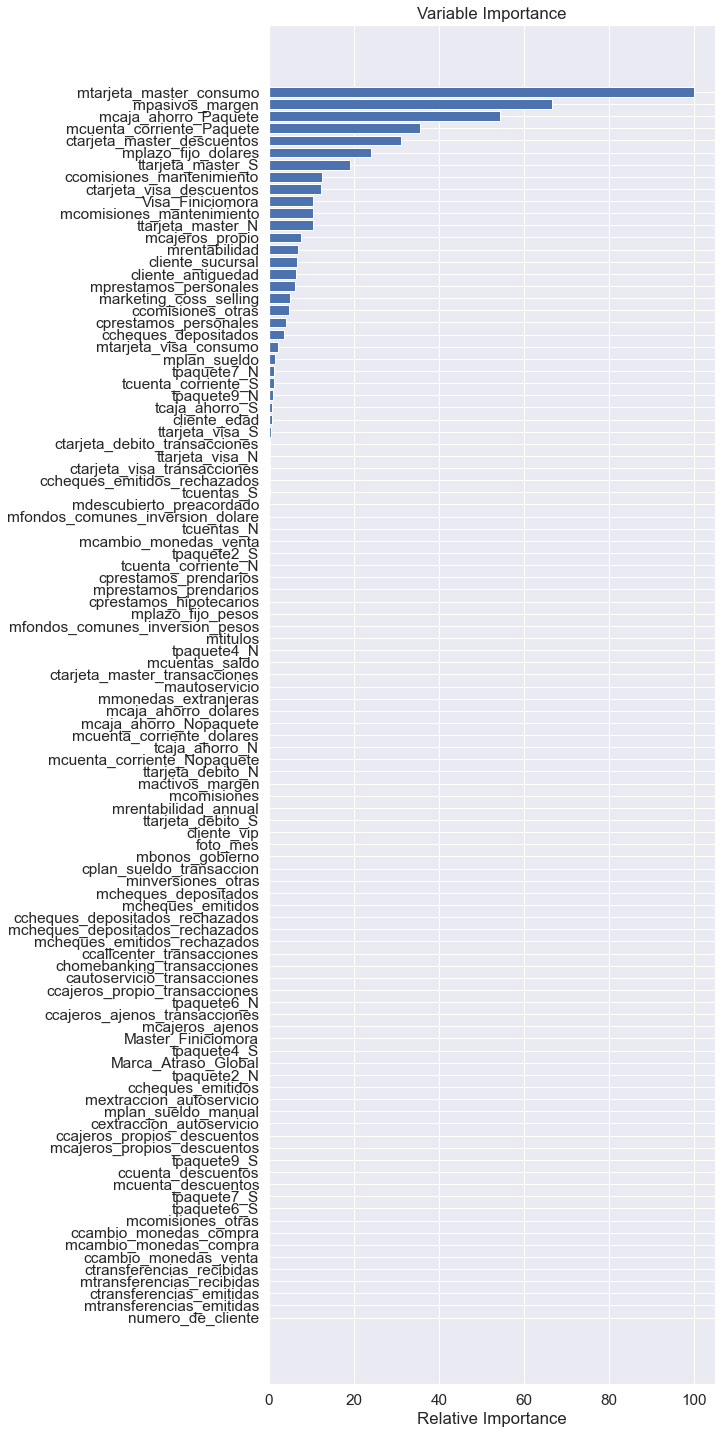 Variable Importance
mtarjeta_master_consumo
mpasivos_margen
mcaja_ahorro_Paquete
mcuenta_corriente_Paquete
ctarjeta_master_descuentos
mplazo_fijo_dolares
ttarjeta_master_S
ccomisiones_mantenimiento
ctarjeta_visa_descuentos
Visa_Finiciomora
mcomisiones_mantenimiento
ttarjeta_master_N
mcajeros_propio
mrentabilidad
cliente_sucursal
cliente_antiguedad
mprestamos_personales
marketing_coss_selling
ccomisiones_otras
cprestamos_personales
ccheques_depositados
mtarjeta_visa_consumo
mplan_sueldo
tpaquete7_N
tcuenta_corriente_S
tpaquete9_N
tcaja_ahorro_S
cliente_edad
ttarjeta_visa_S
ctarjeta_debito_transacciones
ttarjeta_visa_N
ctarjeta_visa_transacciones
ccheques_emitidos_rechazados
tcuentas_S
mdescubierto_preacordado
mfondos_comunes_inversion_dolare
tcuentas_N
mcambio_monedas_venta
tpaquete2_S
tcuenta_corriente_N
cprestamos_prendarios
mprestamos_prendarios
cprestamos_hipotecarios
mplazo_fijo_pesos
mfondos_comunes_inversion_pesos
mtitulos
tpaquete4_N
mcuentas_saldo
ctarjeta_master_transacciones
mautoservicio
mmonedas_extranjeras
mcaja_ahorro_dolares
mcaja_ahorro_Nopaquete
mcuenta_corriente_dolares
tcaja_ahorro_N
mcuenta_corriente_Nopaquete
ttarjeta_debito_N
mactivos_margen
mcomisiones
mrentabilidad_annual
ttarjeta_debito_S
cliente_vip
foto_mes
mbonos_gobierno
cplan_sueldo_transaccion
minversiones_otras
mcheques_depositados
mcheques_emitidos
ccheques_depositados_rechazados
mcheques_depositados_rechazados
mcheques_emitidos_rechazados
ccallcenter_transacciones
chomebanking_transacciones
cautoservicio_transacciones
ccajeros_propio_transacciones
tpaquete6_N
ccajeros_ajenos_transacciones
mcajeros_ajenos
Master_Finiciomora
tpaquete4_S
Marca_Atraso_Global
tpaquete2_N
ccheques_emitidos
mextraccion_autoservicio
mplan_sueldo_manual
cextraccion_autoservicio
ccajeros_propios_descuentos
mcajeros_propios_descuentos
tpaquete9_S
ccuenta_descuentos
mcuenta_descuentos
tpaquete7_S
tpaquete6_S
mcomisiones_otras
ccambio_monedas_compra
mcambio_monedas_compra
ccambio_monedas_venta
ctransferencias_recibidas
mtransferencias_recibidas
ctransferencias_emitidas
mtransferencias_emitidas
numero_de_cliente
0 20 40 60 80 100
Relative Importance